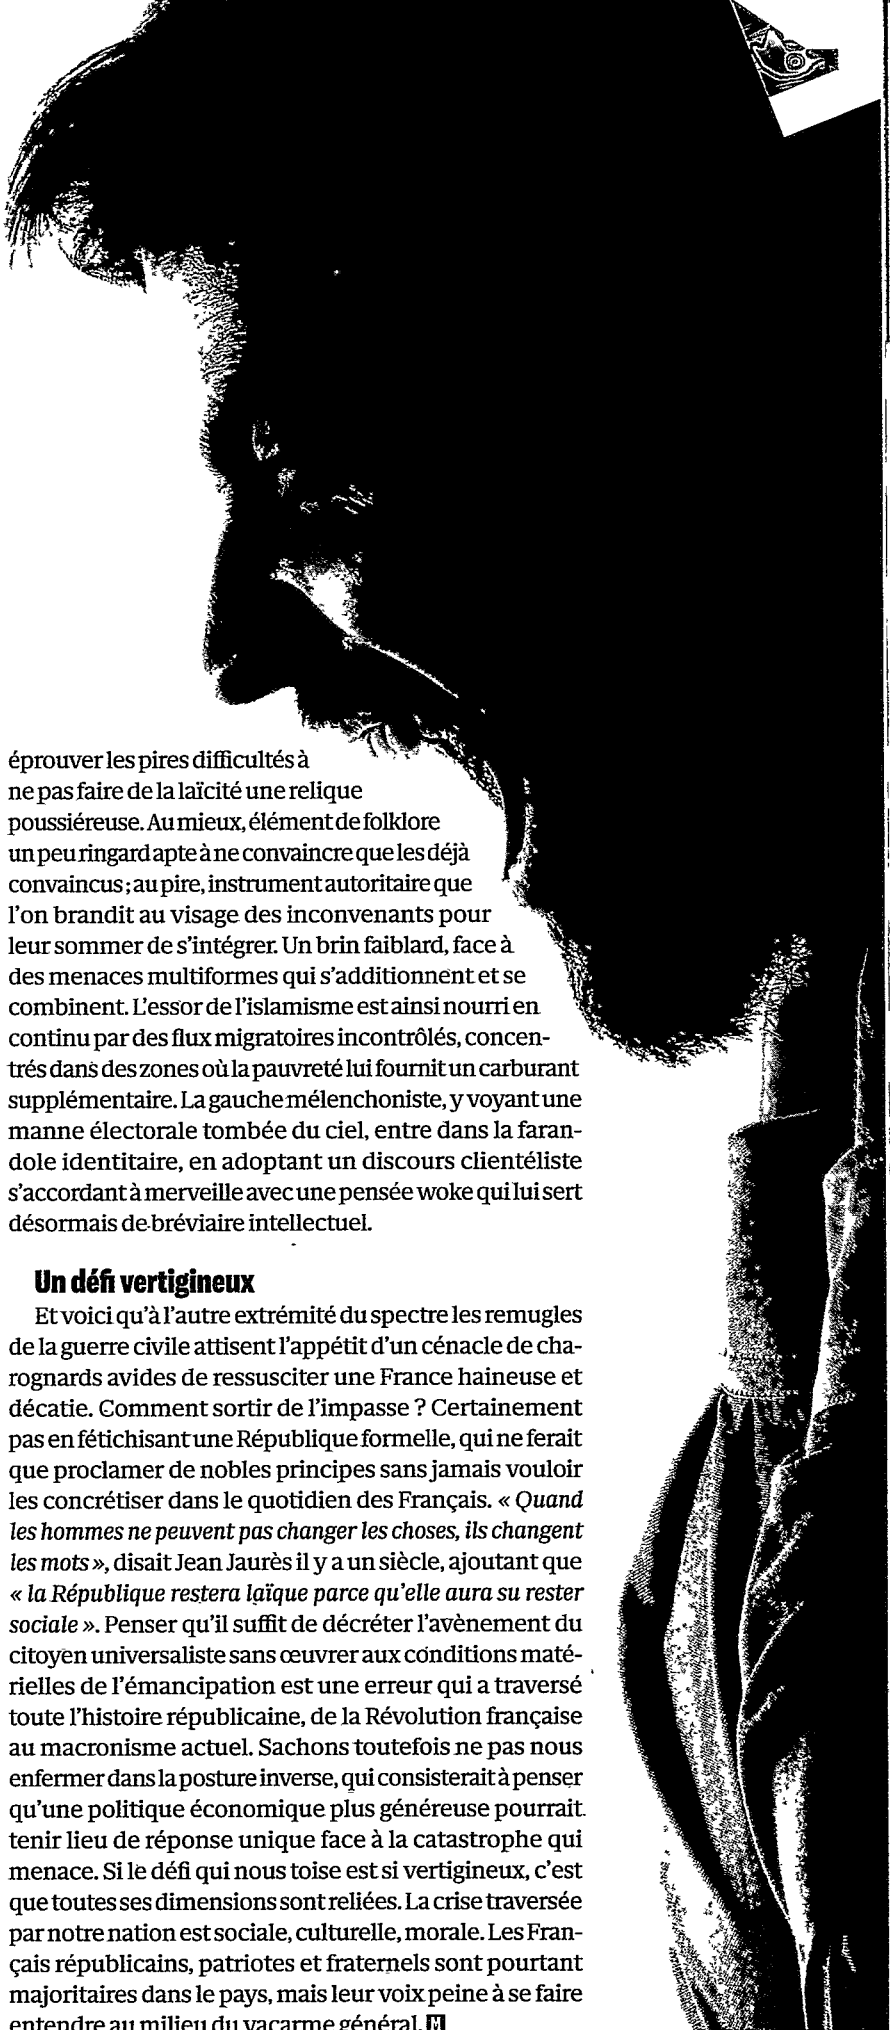 éprouver les pires difficultés à
ne pas faire de la laïcité une relique
poussiéreuse. Au mieux, élément de folklore
un peu ringard apte à ne convaincre que les déjà
convaincus ; au pire, instrument autoritaire que
l'on brandit au visage des inconvenants pour
leur sommer de s'intégrer. Un brin faiblard, face à
des menaces multiformes qui s'additionnent et se
combinent. L'essor de l'islamisme est ainsi nourri en
continu par des flux migratoires incontrôlés, concen-
trés dans des zones où la pauvreté lui fournit un carburant
supplémentaire. La gauche mélenchoniste, y voyant une
manne électorale tombée du ciel, entre dans la faran-
dole identitaire, en adoptant un discours clientéliste
s'accordant à merveille avec une pensée woke qui lui sert
désormais de bréviaire intellectuel.
Un défi vertigineux
Et voici qu'à l'autre extrémité du spectre les remugles
de la guerre civile attisent l'appétit d'un cénacle de cha-
rognards avides de ressusciter une France haineuse et
décatie. Comment sortir de l'impasse ? Certainement
pas en fétichisant une République formelle, qui ne ferait
que proclamer de nobles principes sans jamais vouloir
les concrétiser dans le quotidien des Français. « Quand
les hommes ne peuvent pas changer les choses, ils changent
les mots », disait Jean Jaurès il y a un siècle, ajoutant que
« la République restera laïque parce qu'elle aura su rester
sociale ». Penser qu'il suffit de décréter l'avènement du
citoyen universaliste sans œuvrer aux conditions maté-
rielles de l'émancipation est une erreur qui a traversé
toute l'histoire républicaine, de la Révolution française
au macronisme actuel. Sachons toutefois ne pas nous
enfermer dans la posture inverse, qui consisterait à penser
qu'une politique économique plus généreuse pourrait
tenir lieu de réponse unique face à la catastrophe qui
menace. Si le défi qui nous toise est si vertigineux, c'est
que toutes ses dimensions sont reliées. La crise traversée
par notre nation est sociale, culturelle, morale. Les Fran-
çais républicains, patriotes et fraternels sont pourtant
majoritaires dans le pays, mais leur voix peine à se faire
entendre au milieu du vacarme général. M